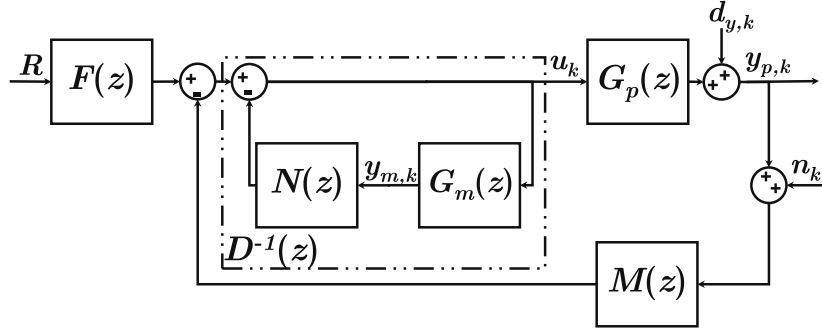 d_{y,k}
R
F(z)
+
-
+
-
u_k
G_p(z)
+
+
y_{p,k}
N(z)
y_{m,k}
G_m(z)
+
+
n_k
D^{-1}(z)
M(z)